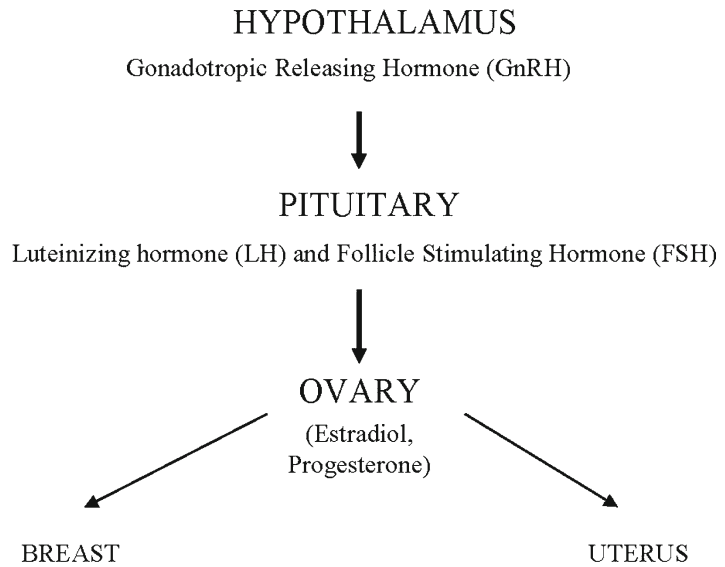 HYPOTHALAMUS
Gonadotropic Releasing Hormone (GnRH)
PITUITARY
Luteinizing hormone (LH) and Follicle Stimulating Hormone (FSH)
OVARY
(Estradiol,
Progesterone)
BREAST
UTERUS